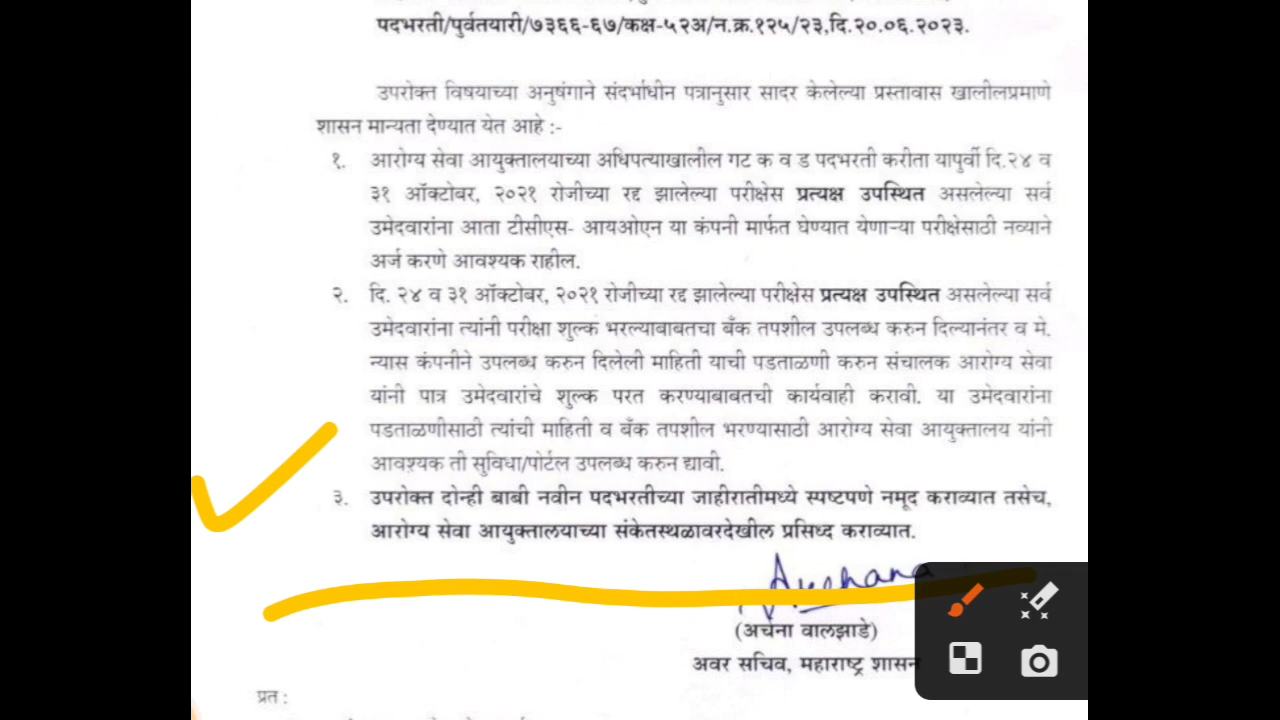 पदभरती/पुर्वतयारी/७३६६-६७/कक्ष-५२अ/न.क्र.१२५/२३,दि.२०.०६.२०२३.
उपरोक्त विषयाच्या अनुषंगाने संदर्भाधीन पत्रानुसार सादर केलेल्या प्रस्तावास खालीलप्रमाणे
शासन मान्यता देण्यात येत आहे :-
१. आरोग्य सेवा आयुक्तालयाच्या अधिपत्याखालील गट क व ड पदभरती करीता यापुर्वी दि.२४ व
३१ ऑक्टोबर, २०२१ रोजीच्या रद्द झालेल्या परीक्षेस प्रत्यक्ष उपस्थित असलेल्या सर्व
उमेदवारांना आता टीसीएस- आयओएन या कंपनी मार्फत घेण्यात येणाऱ्या परीक्षेसाठी नव्याने
अर्ज करणे आवश्यक राहील.
२. दि. २४ व ३१ ऑक्टोबर, २०२१ रोजीच्या रद्द झालेल्या परीक्षेस प्रत्यक्ष उपस्थित असलेल्या सर्व
उमेदवारांना त्यांनी परीक्षा शुल्क भरल्याबाबतचा बँक तपशील उपलब्ध करुन दिल्यानंतर व मे.
न्यास कंपनीने उपलब्ध करुन दिलेली माहिती याची पडताळणी करुन संचालक आरोग्य सेवा
यांनी पात्र उमेदवारांचे शुल्क परत करण्याबाबतची कार्यवाही करावी. या उमेदवारांना
पडताळणीसाठी त्यांची माहिती व बँक तपशील भरण्यासाठी आरोग्य सेवा आयुक्तालय यांनी
आवश्यक ती सुविधा/पोर्टल उपलब्ध करुन द्यावी.
३. उपरोक्त दोन्ही बाबी नवीन पदभरतीच्या जाहीरातीमध्ये स्पष्टपणे नमूद कराव्यात तसेच,
आरोग्य सेवा आयुक्तालयाच्या संकेतस्थळावरदेखील प्रसिध्द कराव्यात.
(अर्चना वालझाडे)
अवर सचिव, महाराष्ट्र शासन
प्रत :